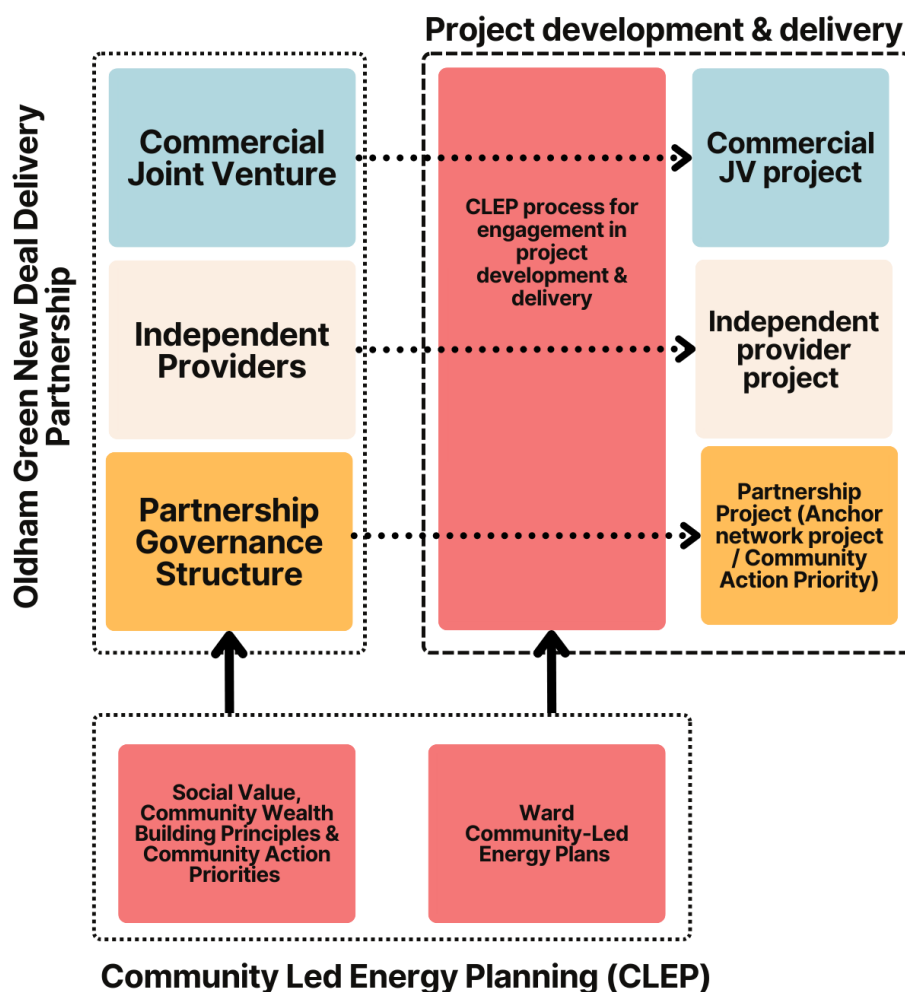 Project development & delivery
Oldham Green New Deal Delivery
Partnership
Commercial
Joint Venture
CLEP process for
engagement in
project
development &
delivery
Commercial
JV project
Independent
Providers
Independent
provider
project
Partnership
Governance
Structure
Partnership
Project (Anchor
network project
/ Community
Action Priority)
Social Value,
Community Wealth
Building Principles &
Community Action
Priorities
Ward
Community-Led
Energy Plans
Community Led Energy Planning (CLEP)